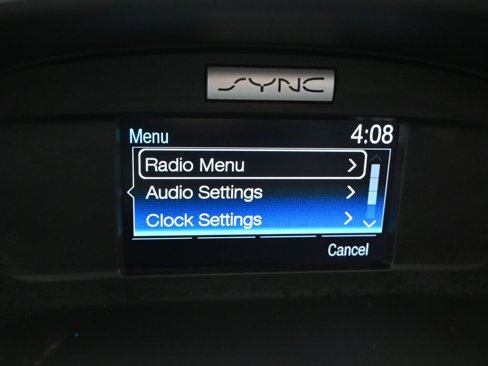 SYNC
Menu 4:08
Radio Menu
Audio Settings
Clock Settings
Cancel